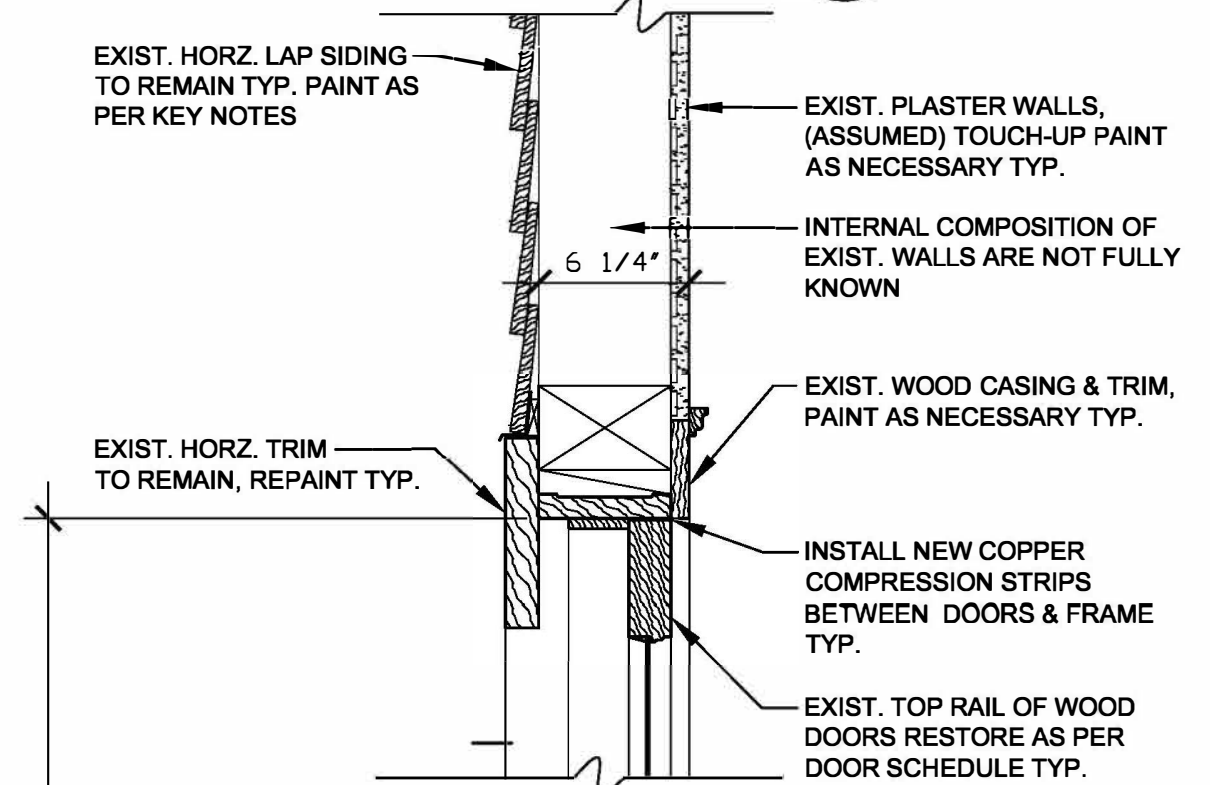 EXIST. HORZ. LAP SIDING
TO REMAIN TYP. PAINT AS
PER KEY NOTES
EXIST. PLASTER WALLS,
(ASSUMED) TOUCH-UP PAINT
AS NECESSARY TYP.
INTERNAL COMPOSITION OF
EXIST. WALLS ARE NOT FULLY
KNOWN
6 1/4"
EXIST. WOOD CASING & TRIM,
PAINT AS NECESSARY TYP.
EXIST. HORZ. TRIM
TO REMAIN, REPAINT TYP.
INSTALL NEW COPPER
COMPRESSION STRIPS
BETWEEN DOORS & FRAME
TYP.
EXIST. TOP RAIL OF WOOD
DOORS RESTORE AS PER
DOOR SCHEDULE TYP.